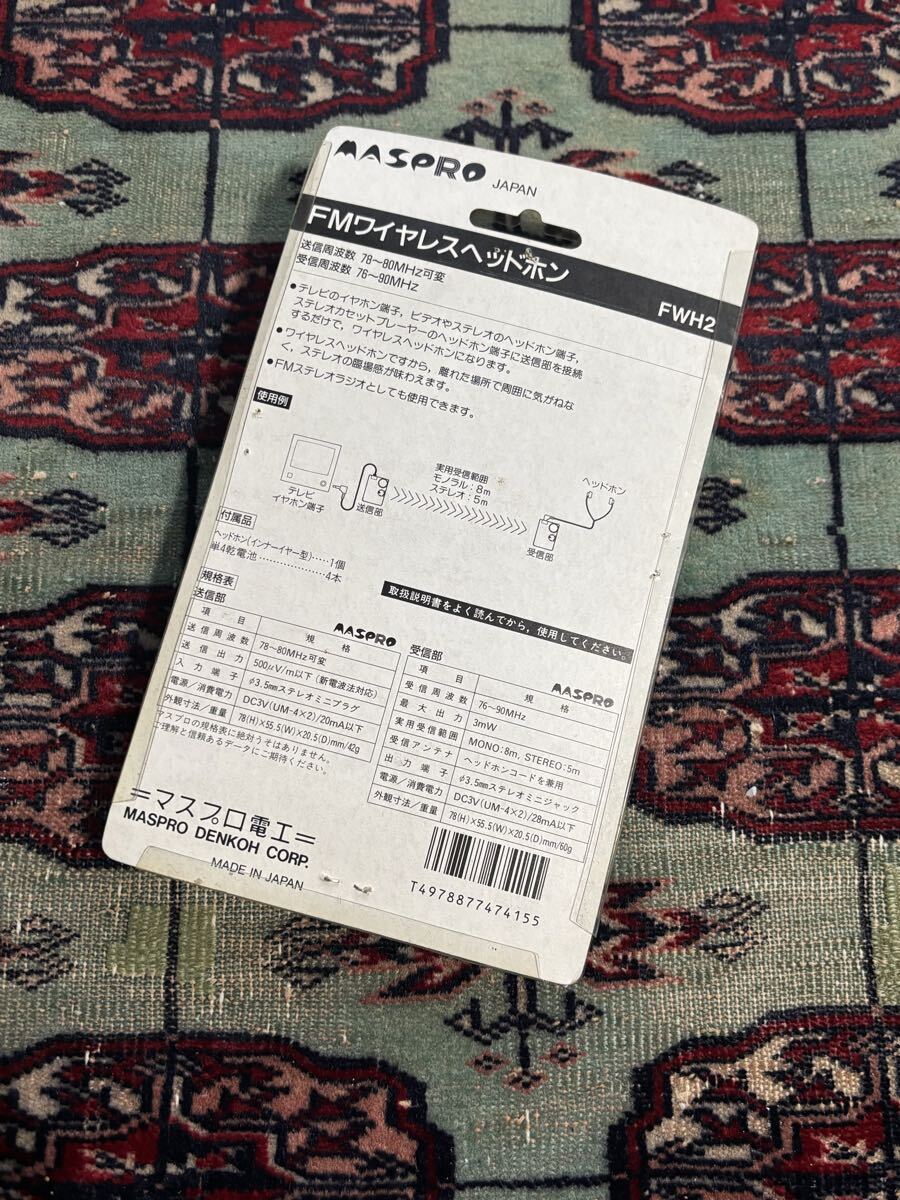 MASPRO JAPAN
FMワイヤレスヘッドホン
FWH2
送信周波数 78〜80MHz可変
受信周波数 76〜90MHz
●テレビのイヤホン端子，ビデオやステレオのヘッドホン端子，
ステレオカセットプレーヤーのヘッドホン端子に送信部を接続
するだけで，ワイヤレスヘッドホンになります。
●ワイヤレスヘッドホンですから，離れた場所で周囲に気がねな
く，ステレオの臨場感が味わえます。
●FMステレオラジオとしても使用できます。
使用例
テレビ
イヤホン端子
送信部
実用受信範囲
モノラル：8m
ステレオ：5m
ヘッドホン
受信部
付属品
ヘッドホン(インナーイヤー型)……1個
単4乾電池…………………4本
取扱説明書をよく読んでから，使用してください。
規格表
送信部
MASPRO
項目 規格
送信周波数 78〜80MHz可変
送信出力 500μV/m以下(新電波法対応)
入力端子 φ3.5mmステレオミニプラグ
電源／消費電力 DC3V(UM-4×2)/20mA以下
外観寸法／重量 78(H)×55.5(W)×20.5(D)mm/42g
マスプロの規格表に絶対うそはありません。
ご理解と信頼あるデータにご期待ください。
受信部
MASPRO
項目 規格
受信周波数 76〜90MHz
最大出力 3mW
実用受信範囲 MONO:8m, STEREO:5m
受信アンテナ ヘッドホンコードを兼用
出力端子 φ3.5mmステレオミニジャック
電源／消費電力 DC3V(UM-4×2)/28mA以下
外観寸法／重量 78(H)×55.5(W)×20.5(D)mm/60g
=マスプロ電工=
MASPRO DENKOH CORP.
MADE IN JAPAN
T4978877474155